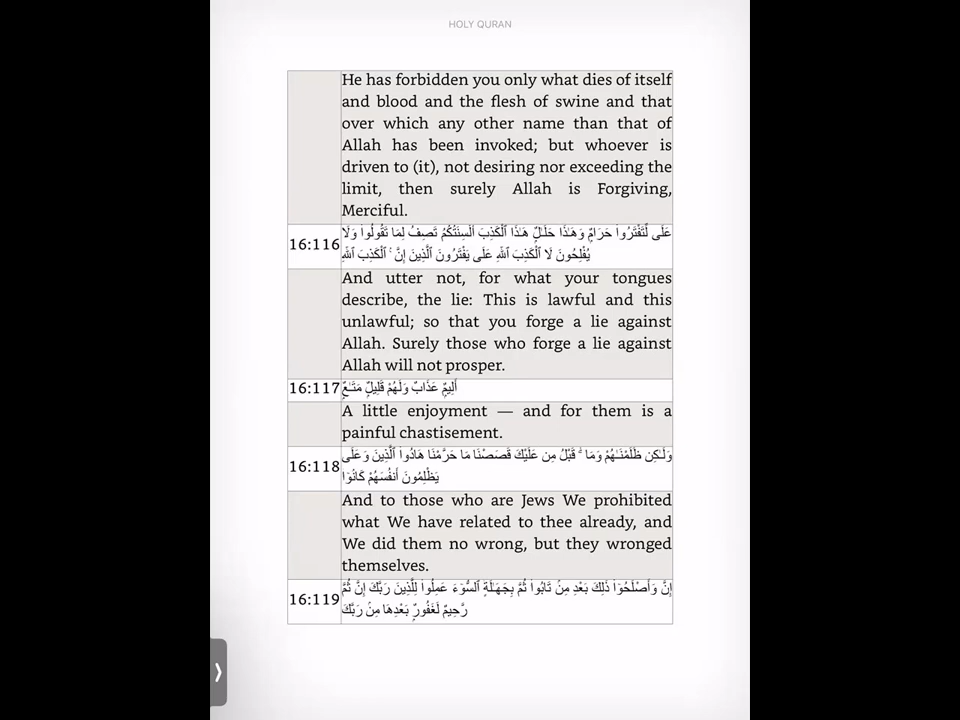 HOLY QURAN
He has forbidden you only what dies of itself
and blood and the flesh of swine and that
over which any other name than that of
Allah has been invoked; but whoever is
driven to (it), not desiring nor exceeding the
limit, then surely Allah is Forgiving,
Merciful.
16:116
وَلَا تَقُولُوا۟ لِمَا تَصِفُ أَلْسِنَتُكُمُ ٱلْكَذِبَ هَـٰذَا حَلَـٰلٌ وَهَـٰذَا حَرَامٌ لِّتَفْتَرُوا۟ عَلَى
ٱللَّهِ ٱلْكَذِبَ ۚ إِنَّ ٱلَّذِينَ يَفْتَرُونَ عَلَى ٱللَّهِ ٱلْكَذِبَ لَا يُفْلِحُونَ
And utter not, for what your tongues
describe, the lie: This is lawful and this
unlawful; so that you forge a lie against
Allah. Surely those who forge a lie against
Allah will not prosper.
16:117
مَتَـٰعٌ قَلِيلٌ وَلَهُمْ عَذَابٌ أَلِيمٌ
A little enjoyment — and for them is a
painful chastisement.
16:118
وَعَلَى ٱلَّذِينَ هَادُوا۟ حَرَّمْنَا مَا قَصَصْنَا عَلَيْكَ مِن قَبْلُ ۖ وَمَا ظَلَمْنَـٰهُمْ وَلَـٰكِن
كَانُوٓا۟ أَنفُسَهُمْ يَظْلِمُونَ
And to those who are Jews We prohibited
what We have related to thee already, and
We did them no wrong, but they wronged
themselves.
16:119
ثُمَّ إِنَّ رَبَّكَ لِلَّذِينَ عَمِلُوا۟ ٱلسُّوٓءَ بِجَهَـٰلَةٍ ثُمَّ تَابُوا۟ مِنۢ بَعْدِ ذَٰلِكَ وَأَصْلَحُوٓا۟ إِنَّ
رَبَّكَ مِنۢ بَعْدِهَا لَغَفُورٌ رَّحِيمٌ